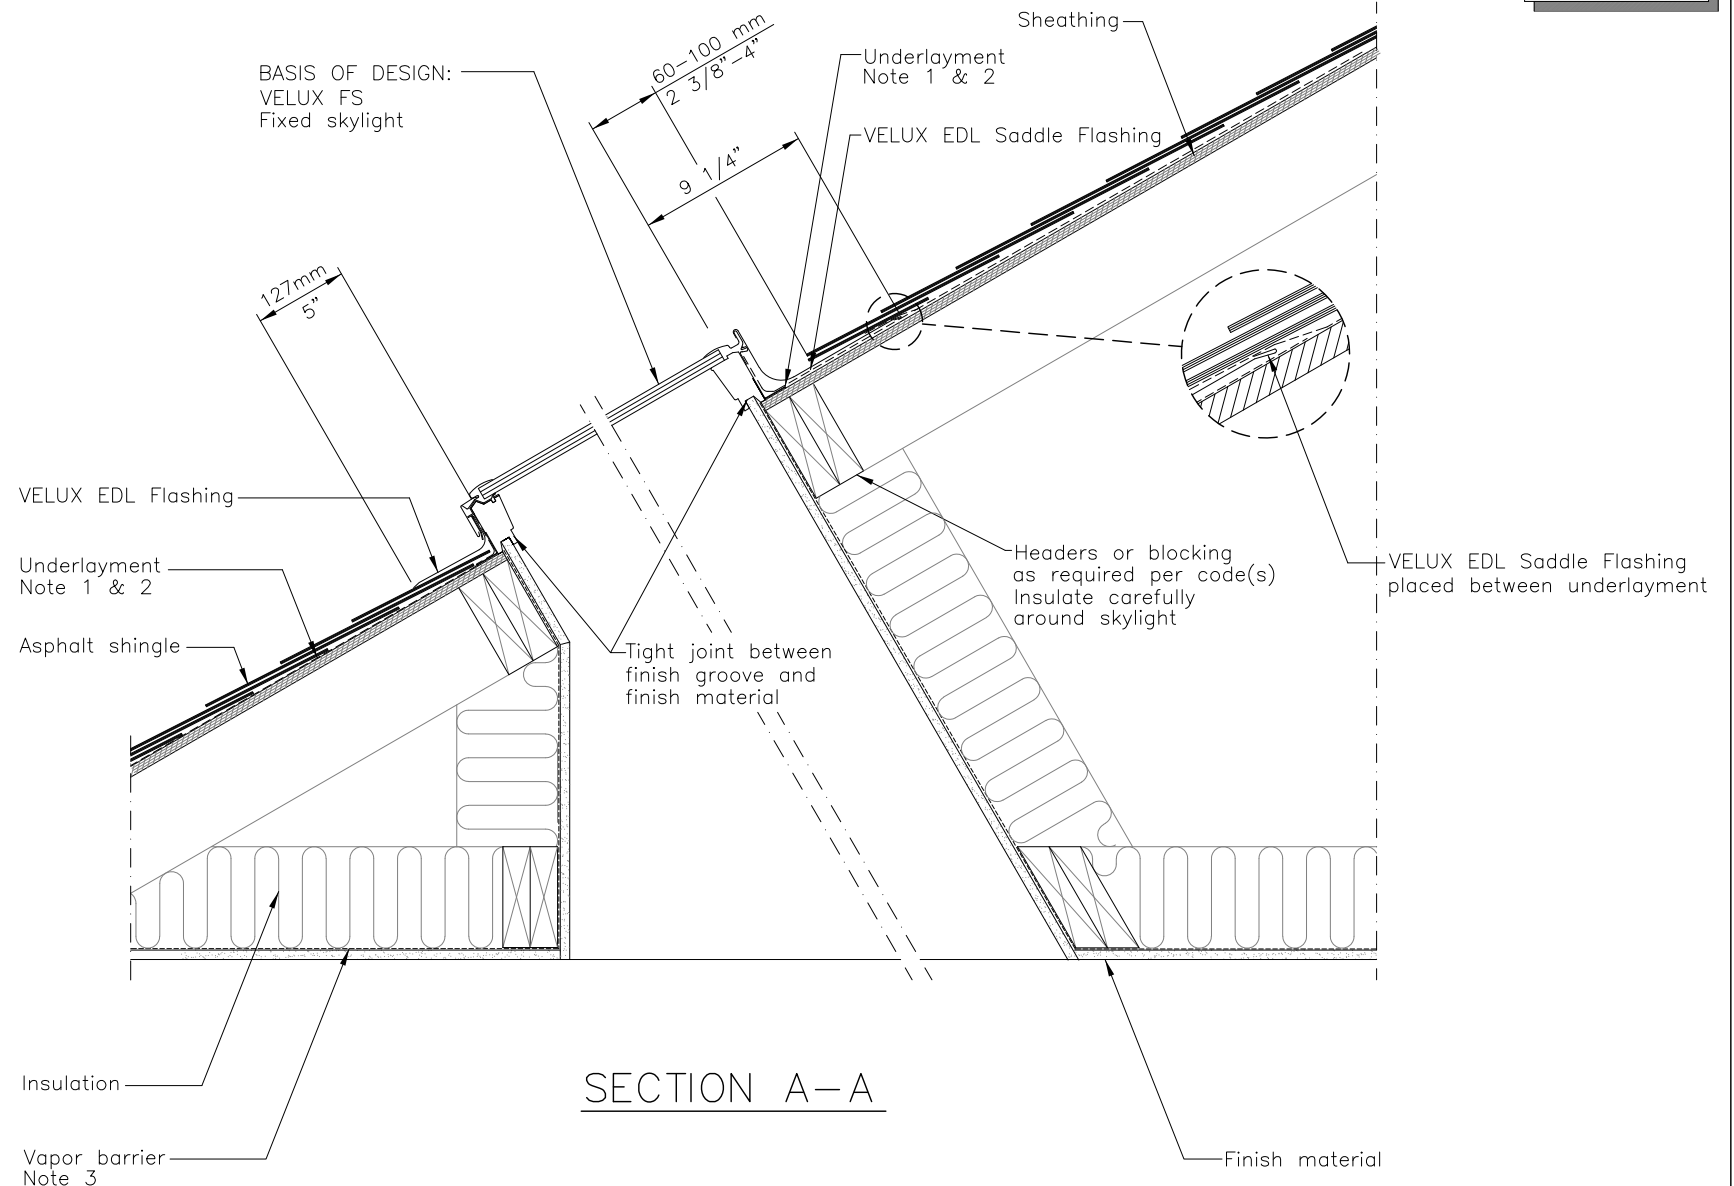 Sheathing
60-100 mm
2 3/8"-4"
Underlayment
Note 1 & 2
BASIS OF DESIGN:
VELUX FS
Fixed skylight
VELUX EDL Saddle Flashing
9 1/4"
127mm
5"
VELUX EDL Flashing
Underlayment
Note 1 & 2
Asphalt shingle
Headers or blocking
as required per code(s)
Insulate carefully
around skylight
VELUX EDL Saddle Flashing
placed between underlayment
Tight joint between
finish groove and
finish material
Insulation
SECTION A-A
Vapor barrier
Note 3
Finish material